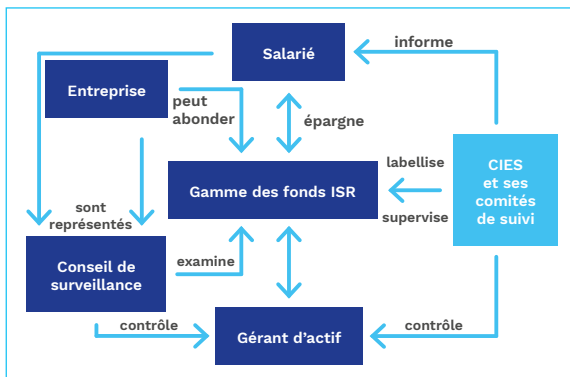 Salarié
informe
Entreprise
peut
abonder
épargne
Gamme des fonds ISR
labellise
supervise
CIES
et ses
comités
de suivi
sont
représentés
Conseil de
surveillance
examine
contrôle
Gérant d'actif
contrôle